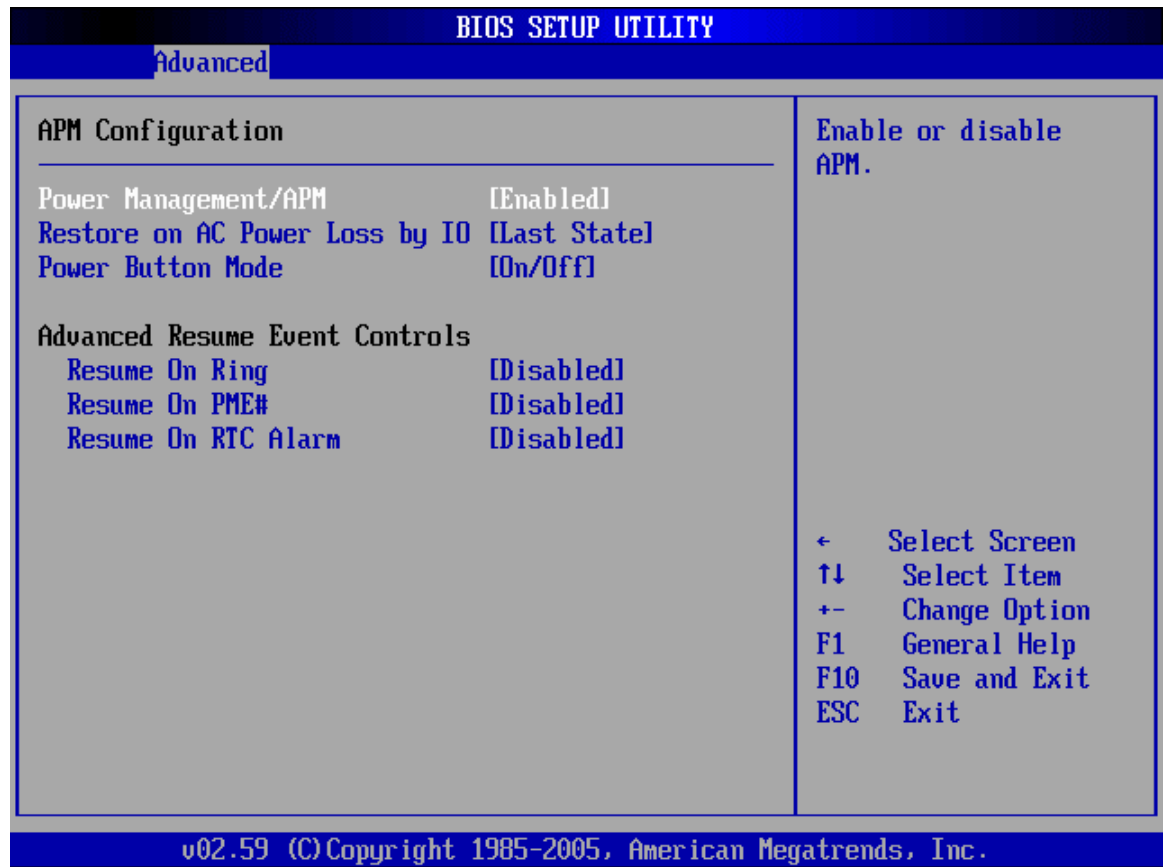 BIOS SETUP UTILITY
Advanced
APM Configuration
Power Management/APM [Enabled]
Restore on AC Power Loss by IO [Last State]
Power Button Mode [On/Off]
Advanced Resume Event Controls
Resume On Ring [Disabled]
Resume On PME# [Disabled]
Resume On RTC Alarm [Disabled]
Enable or disable
APM.
← Select Screen
↑↓ Select Item
+- Change Option
F1 General Help
F10 Save and Exit
ESC Exit
v02.59 (C)Copyright 1985-2005, American Megatrends, Inc.